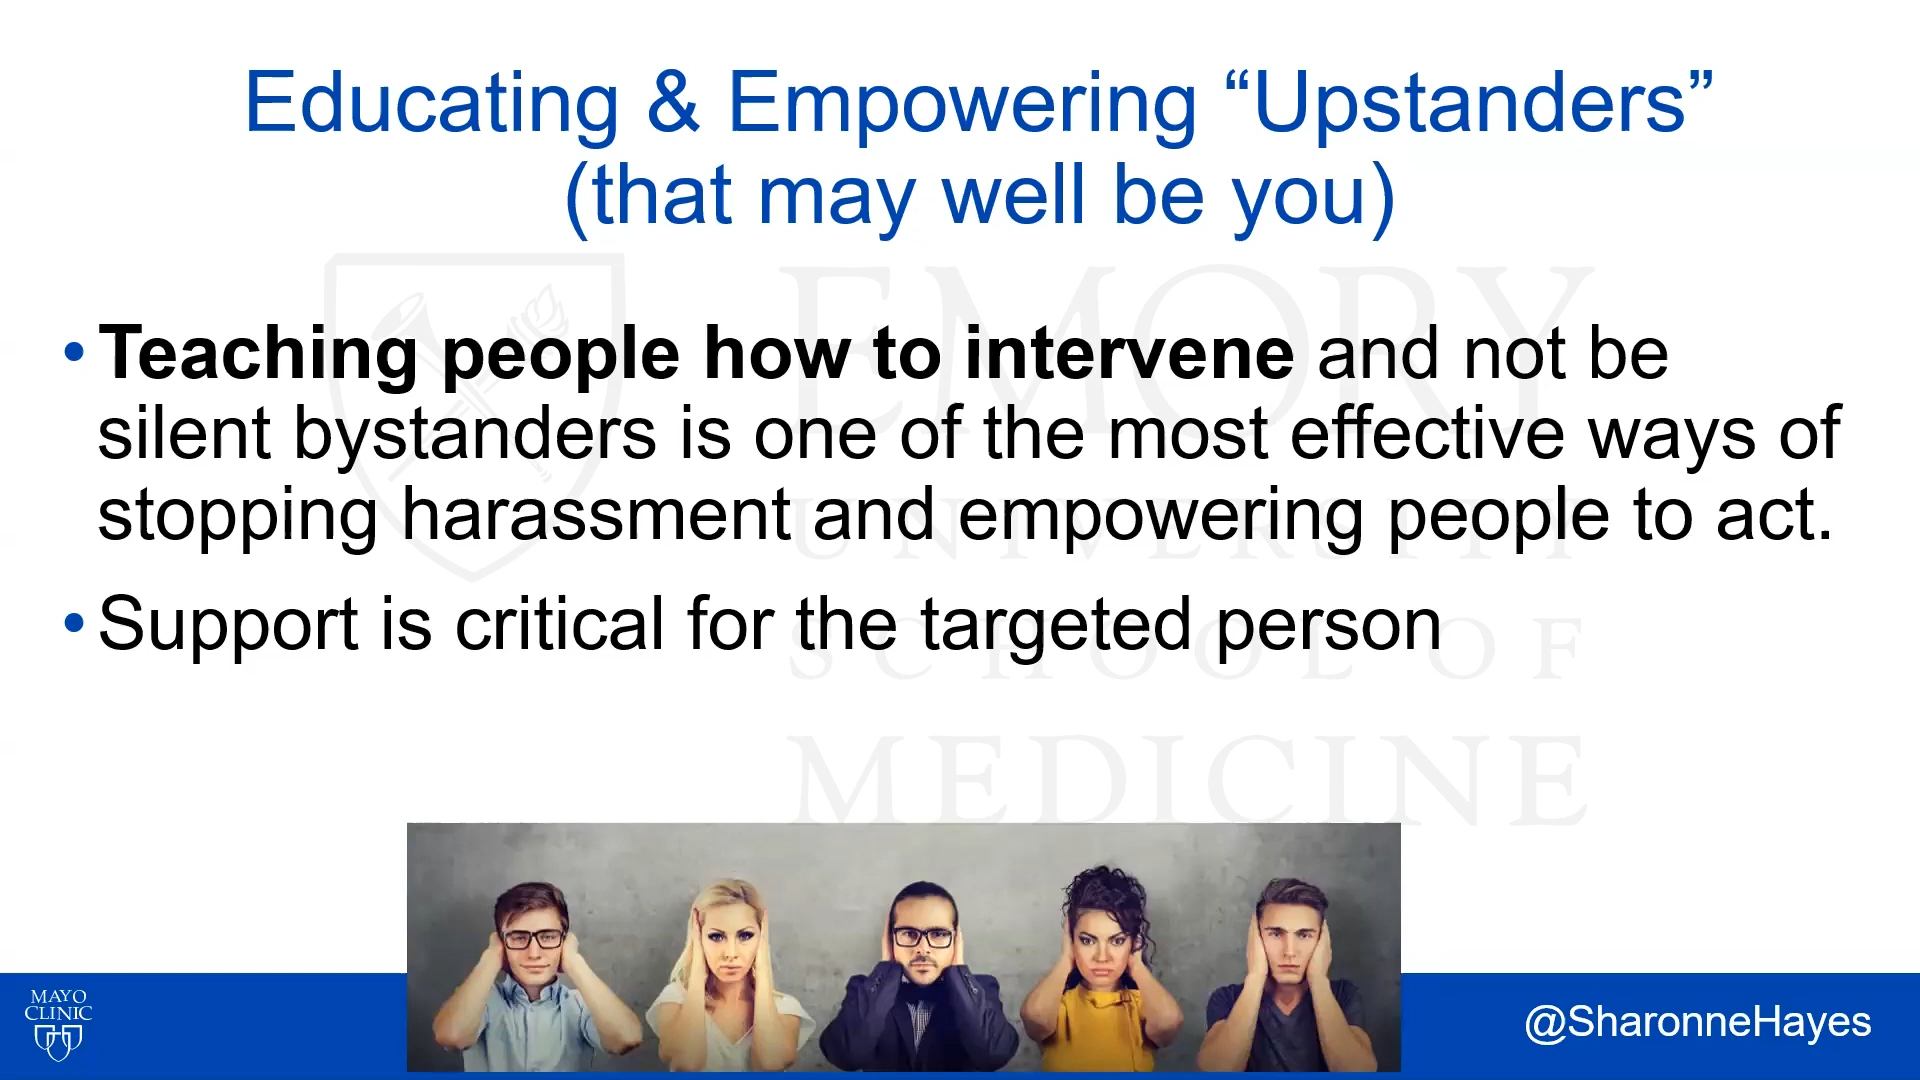 Educating & Empowering “Upstanders”
(that may well be you)
• Teaching people how to intervene and not be
silent bystanders is one of the most effective ways of
stopping harassment and empowering people to act.
• Support is critical for the targeted person
EMORY
UNIVERSITY
SCHOOL OF
MEDICINE
MAYO
CLINIC
@SharonneHayes